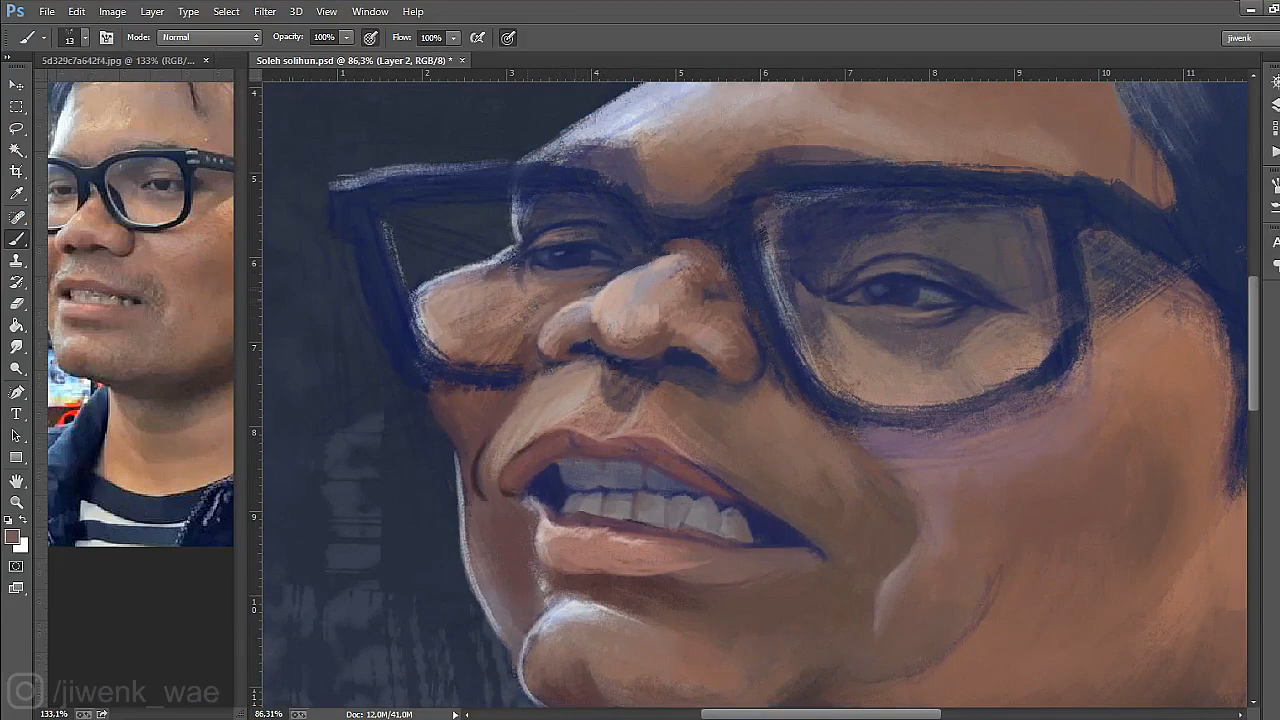 Ps File Edit Image Layer Type Select Filter 3D View Window Help
13 Mode: Normal Opacity: 100% Flow: 100% jiwenk
5d329c7a642f4.jpg @ 133% (RGB/... × Soleh solihun.psd @ 86,3% (Layer 2, RGB/8) * ×
1 2 3 4 5 6 7 8 9 10 11
4
5
6
7
8
9
10
11
/jiwenk_wae
133,1% 86,31% Doc: 12,0M/41,0M